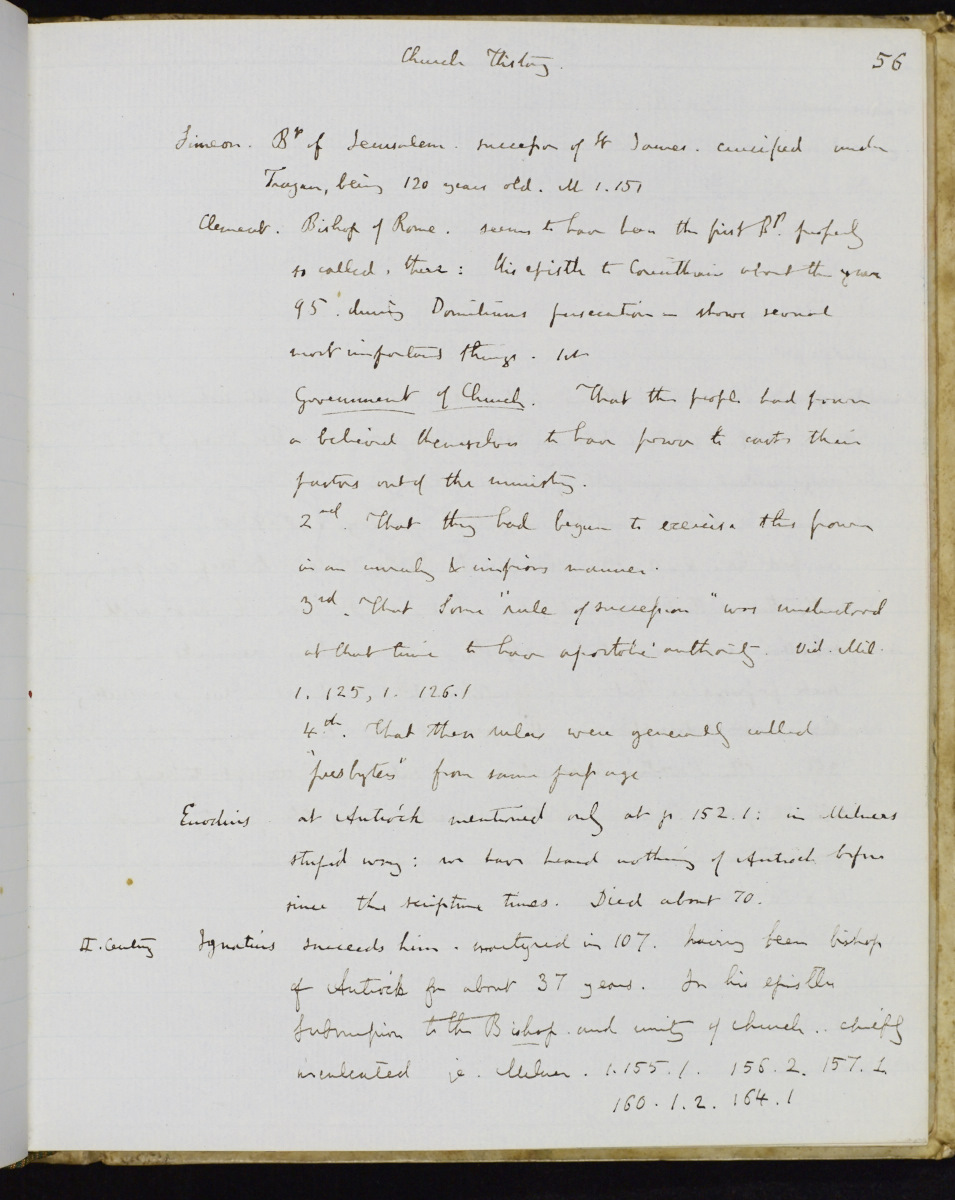 Church History.
56
Simeon. Bp of Jerusalem. successor of St James. crucified under
Trajan, being 120 years old. M 1.151
Clement. Bishop of Rome. seems to have been the first Bp. properly
so called, there: His epistle to Corinthians about the year
95. during Domitians persecution - shows several
most important things. 1st
Government of Church. That the people had power
or believed themselves to have power to cast their
pastors out of the ministry.
2nd. That they had begun to exercise this power
in an unruly & impious manner.
3rd. That some "rule of succession" was understood
at that time to have apostolic authority. Vid. Mil.
1. 125, 1. 126.1
4th. That these rulers were generally called
"presbyters" from same page
Euodius at Antioch mentioned only at p 152.1: in Milners
stupid way: we have heard nothing of Antioch before
since the scripture times. Died about 70.
II. Century Ignatius succeeds him. martyred in 107. having been bishop
of Antioch for about 37 years. In his epistles
Submission to the Bishop and unity of church.. chiefly
inculcated Milner. 1.155.1. 156.2. 157.1
160.1.2. 164.1